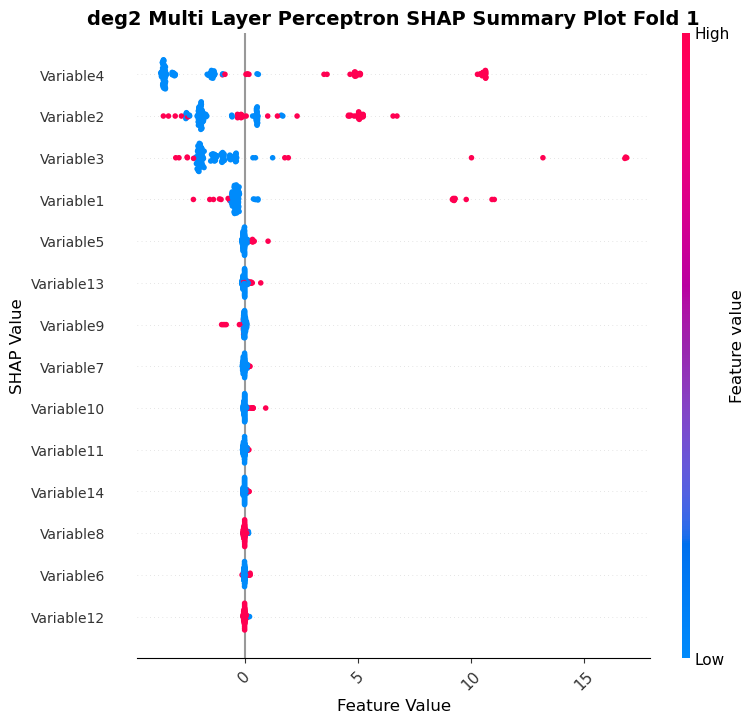 deg2 Multi Layer Perceptron SHAP Summary Plot Fold 1
High
Variable4
Variable2
Variable3
Variable1
Variable5
Variable13
Variable9
Variable7
Variable10
Variable11
Variable14
Variable8
Variable6
Variable12
SHAP Value
Feature value
Low
0
5
10
15
Feature Value